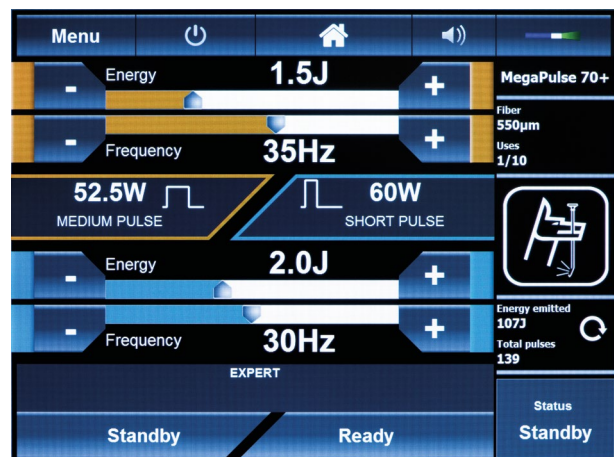 Menu
MegaPulse 70+
Energy
1.5J
-
+
Fiber
550µm
Uses
1/10
-
+
Frequency
35Hz
52.5W
MEDIUM PULSE
60W
SHORT PULSE
Energy
2.0J
-
+
-
+
Frequency
30Hz
Energy emitted
107J
Total pulses
139
EXPERT
Standby
Ready
Status
Standby